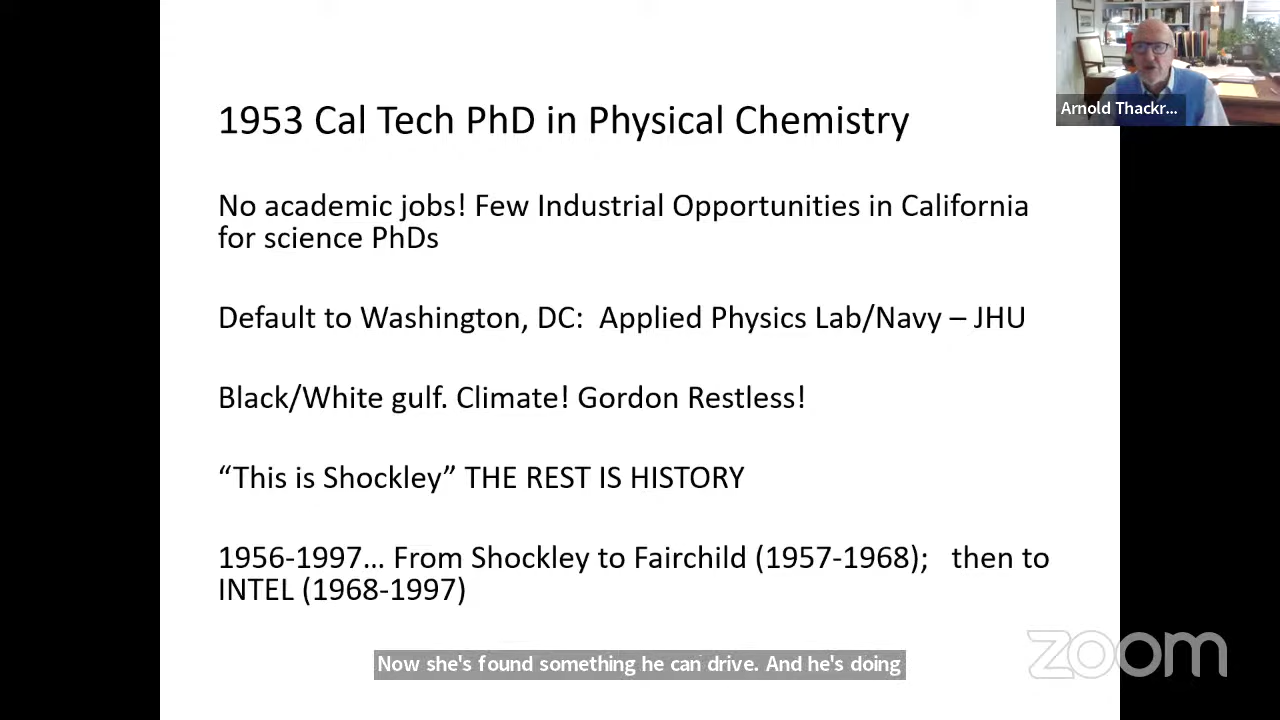 Arnold Thackr...
1953 Cal Tech PhD in Physical Chemistry
No academic jobs! Few Industrial Opportunities in California
for science PhDs
Default to Washington, DC:  Applied Physics Lab/Navy – JHU
Black/White gulf. Climate! Gordon Restless!
“This is Shockley” THE REST IS HISTORY
1956-1997... From Shockley to Fairchild (1957-1968);   then to
INTEL (1968-1997)
Now she's found something he can drive. And he's doing
zoom